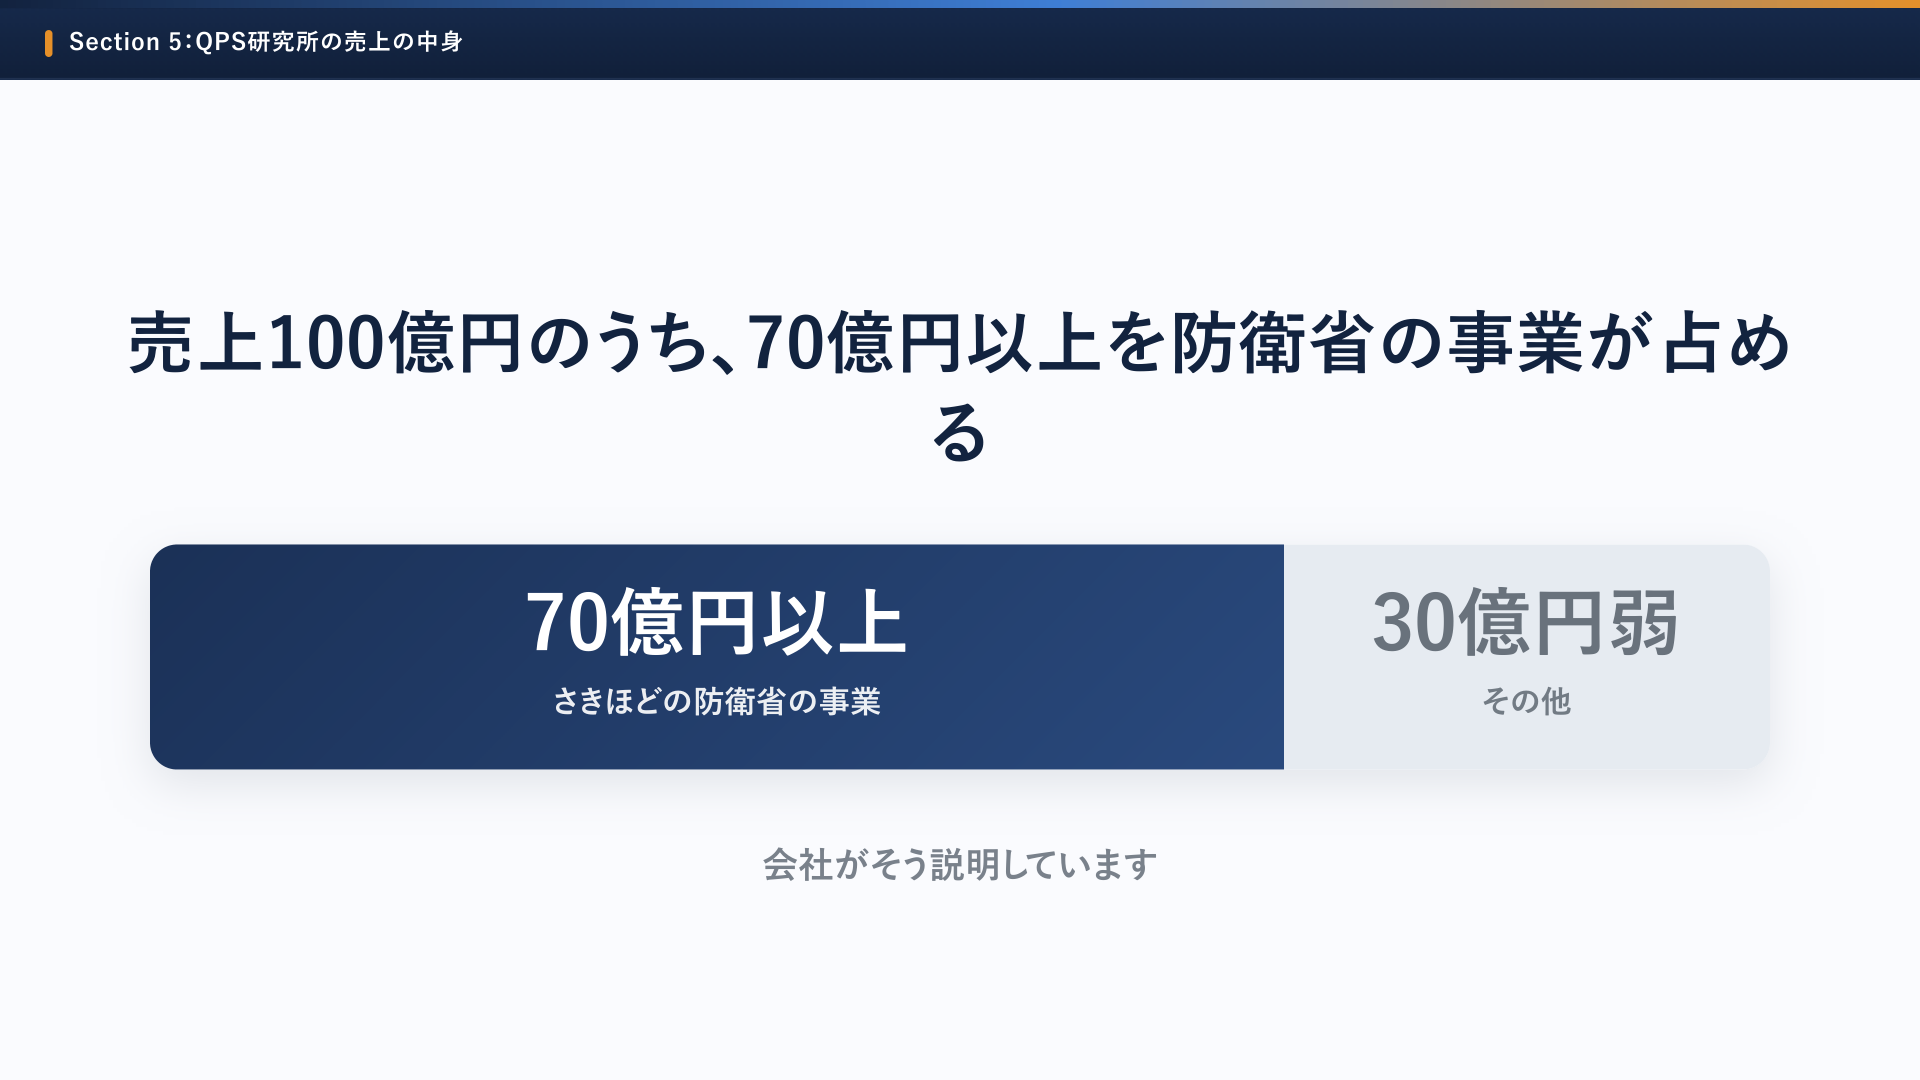 Section 5：QPS研究所の売上の中身
売上100億円のうち、70億円以上を防衛省の事業が占め
る
70億円以上
30億円弱
さきほどの防衛省の事業
その他
会社がそう説明しています